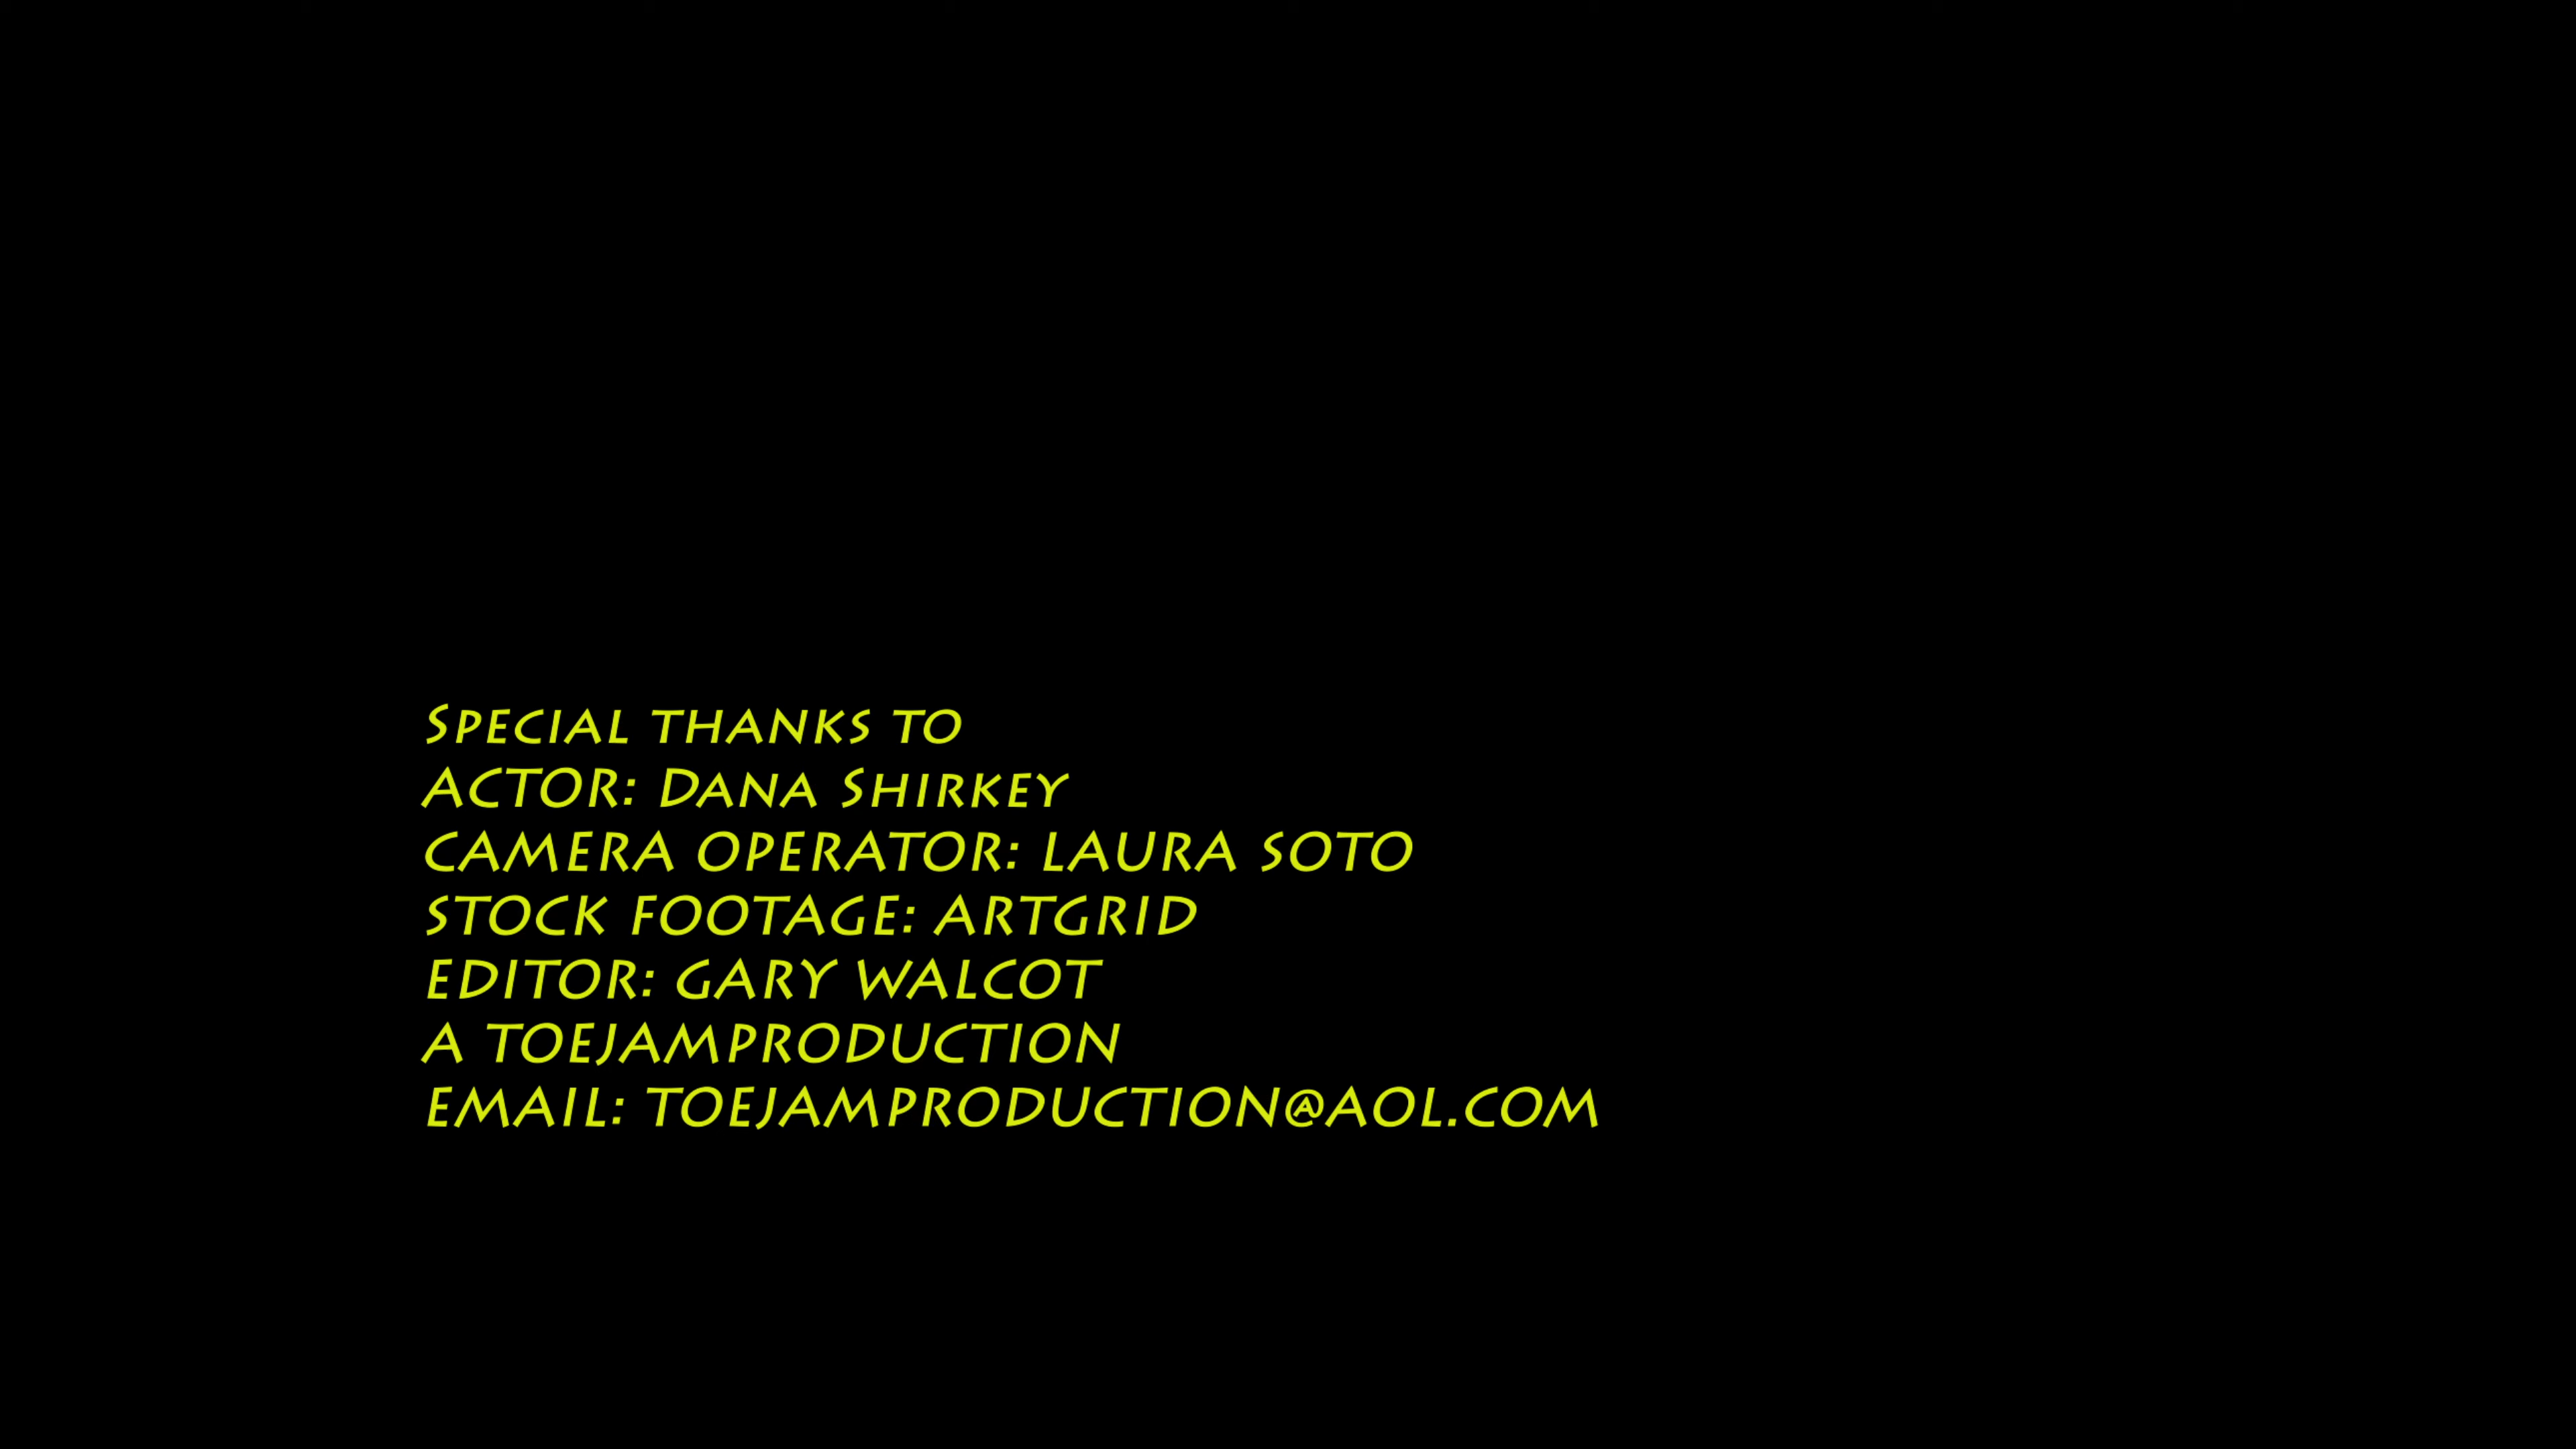 Special thanks to
ACTOR: Dana Shirkey
CAMERA OPERATOR: LAURA SOTO
STOCK FOOTAGE: ARTGRID
EDITOR: GARY WALCOT
A TOEJAMPRODUCTION
EMAIL: TOEJAMPRODUCTION@AOL.COM